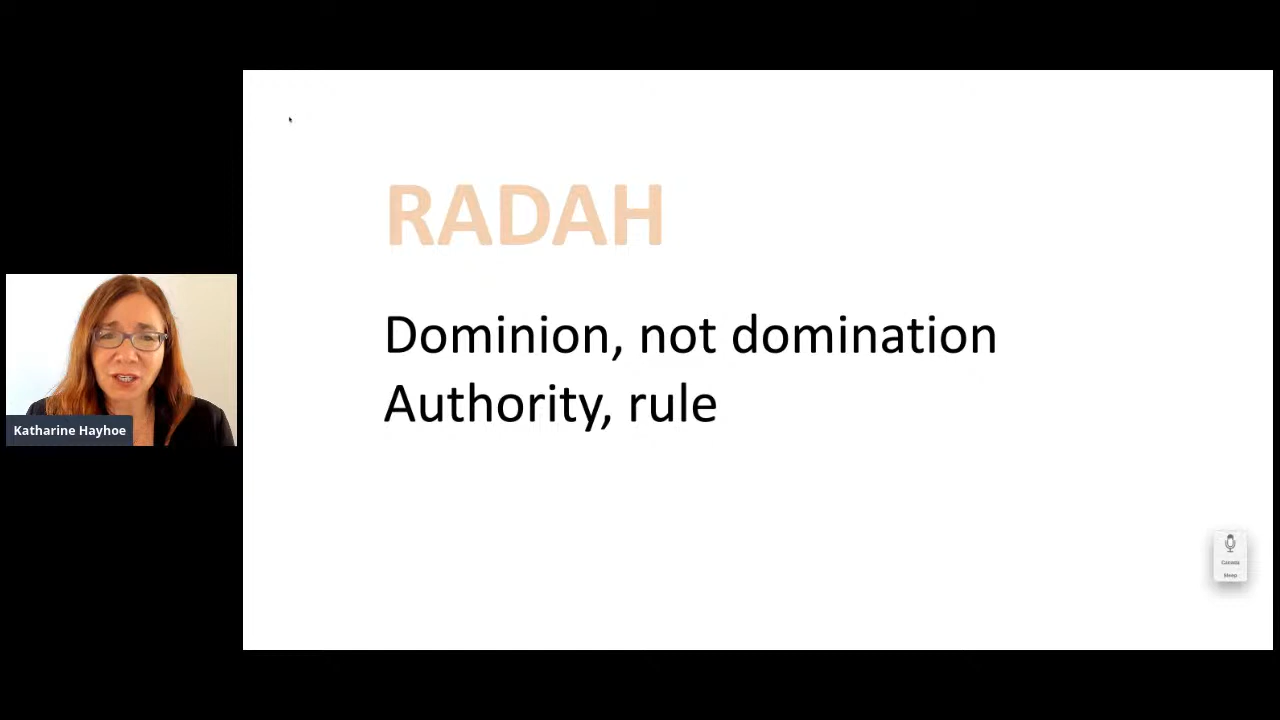 RADAH
Dominion, not domination
Authority, rule
Katharine Hayhoe